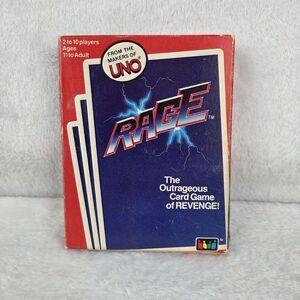 2 to 10 players
Ages
11 to Adult
FROM THE
MAKERS OF
UNO®
RAGE™
The
Outrageous
Card Game
of REVENGE!